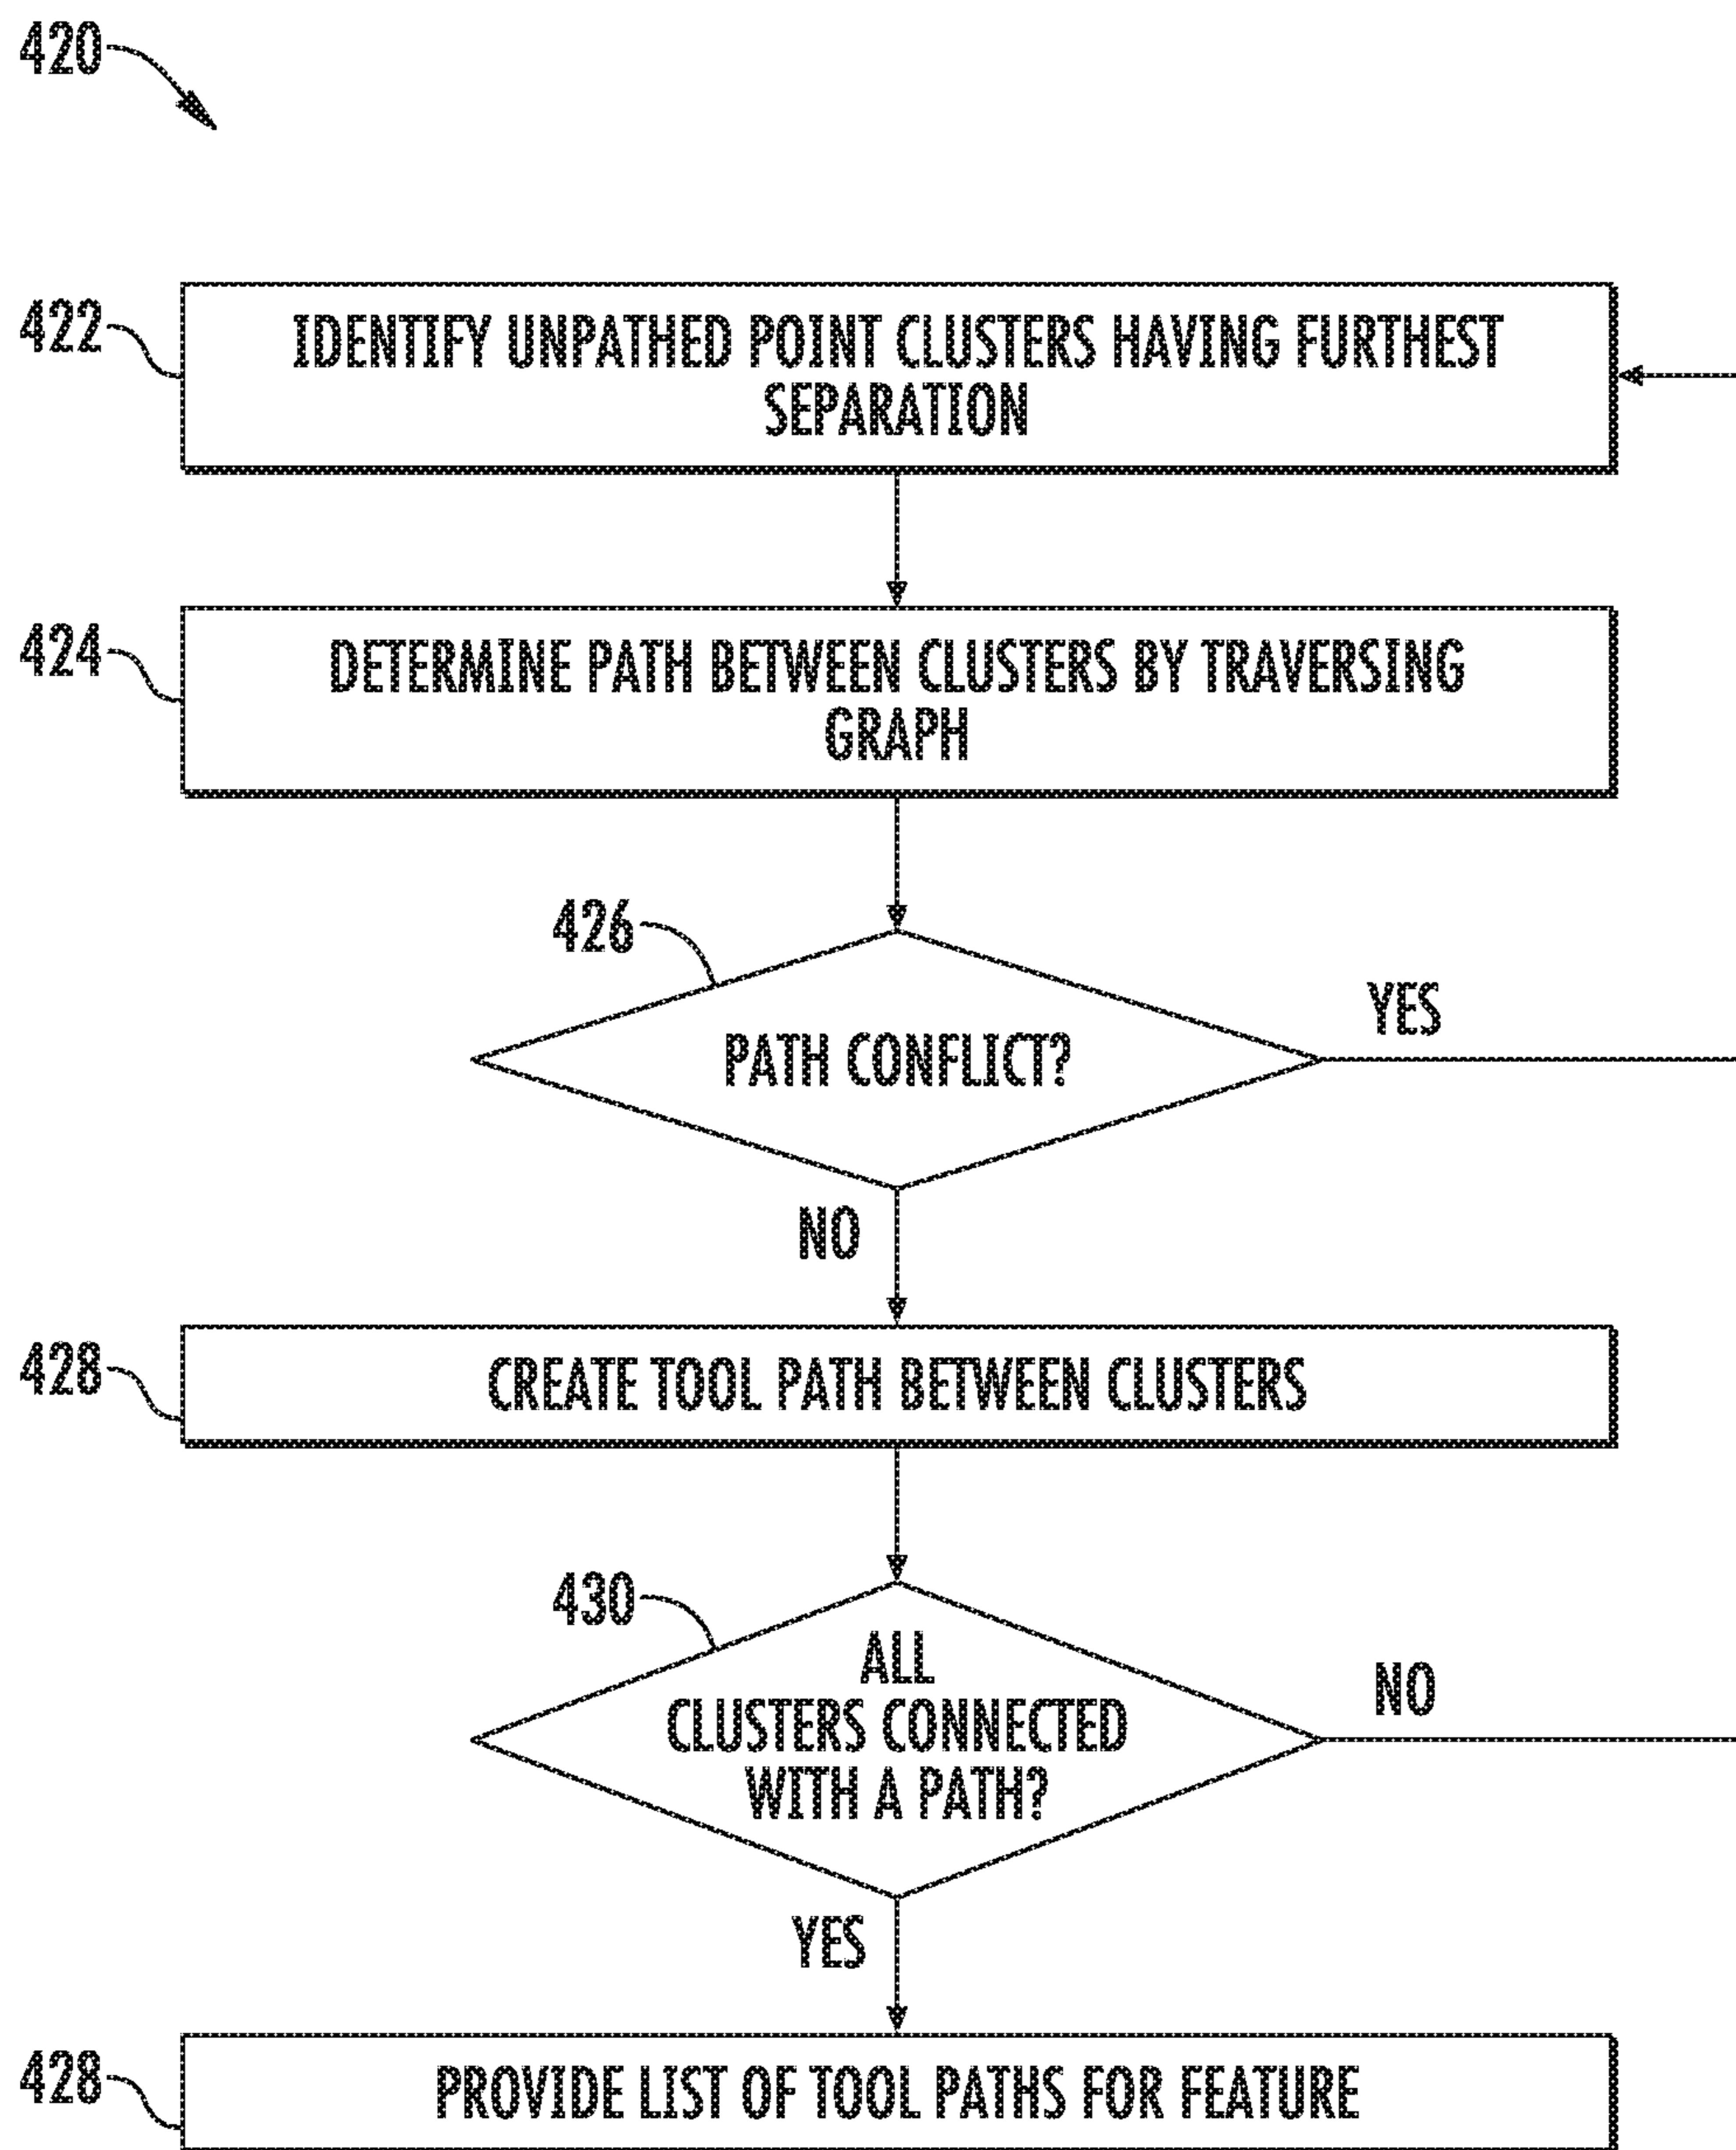 420
422
IDENTIFY UNPATHED POINT CLUSTERS HAVING FURTHEST
SEPARATION
424
DETERMINE PATH BETWEEN CLUSTERS BY TRAVERSING
GRAPH
426
PATH CONFLICT?
YES
NO
428
CREATE TOOL PATH BETWEEN CLUSTERS
430
ALL
CLUSTERS CONNECTED
WITH A PATH?
NO
YES
428
PROVIDE LIST OF TOOL PATHS FOR FEATURE